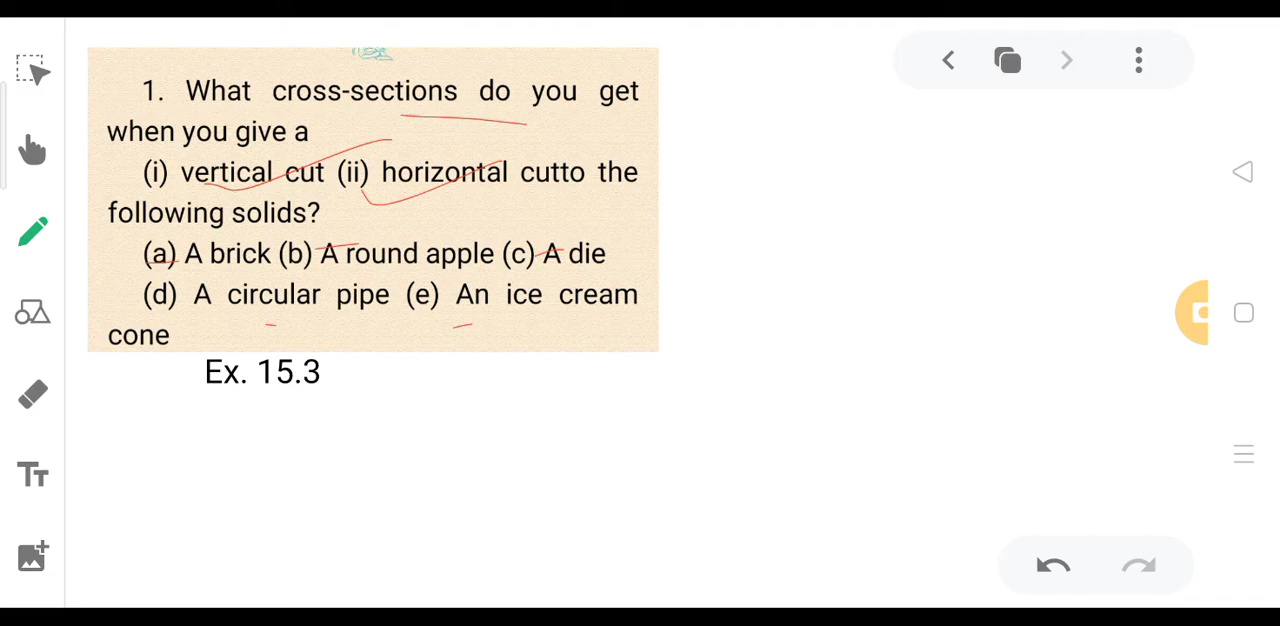 1. What cross-sections do you get
when you give a
(i) vertical cut (ii) horizontal cutto the
following solids?
(a) A brick (b) A round apple (c) A die
(d) A circular pipe (e) An ice cream
cone
Ex. 15.3
TT